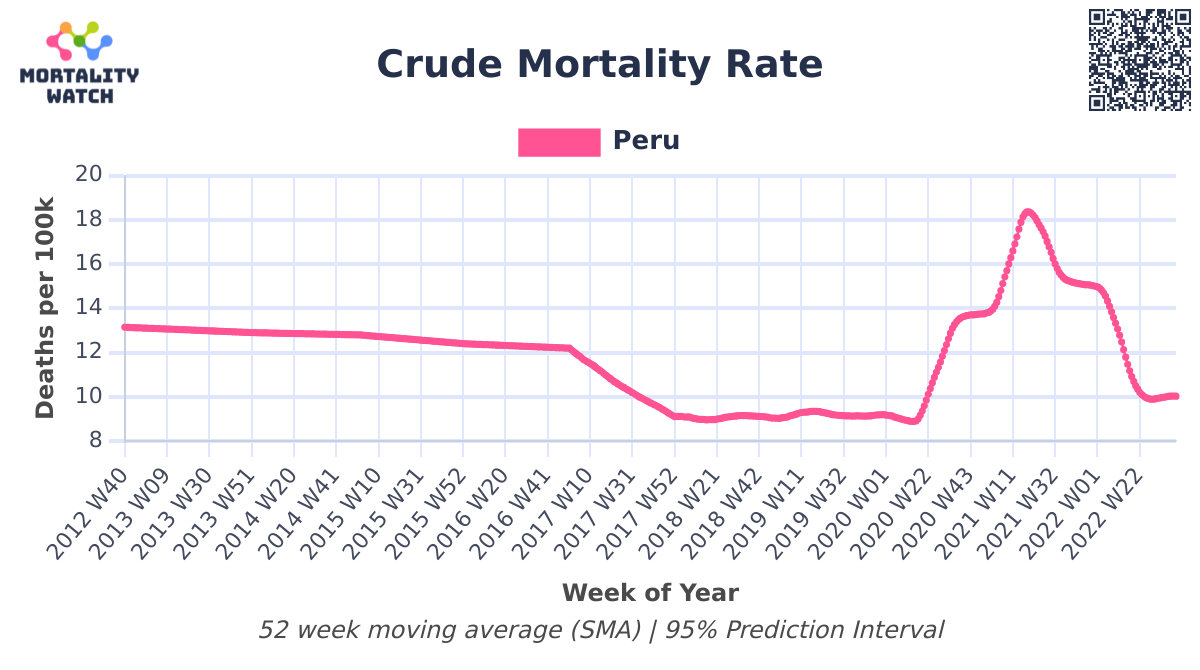 MORTALITY
WATCH
Crude Mortality Rate
Peru
Deaths per 100k
20
18
16
14
12
10
8
2012 W40
2013 W09
2013 W30
2013 W51
2014 W20
2014 W41
2015 W10
2015 W31
2015 W52
2016 W20
2016 W41
2017 W10
2017 W31
2017 W52
2018 W21
2018 W42
2019 W11
2019 W32
2020 W01
2020 W22
2020 W43
2021 W11
2021 W32
2022 W01
2022 W22
Week of Year
52 week moving average (SMA) | 95% Prediction Interval